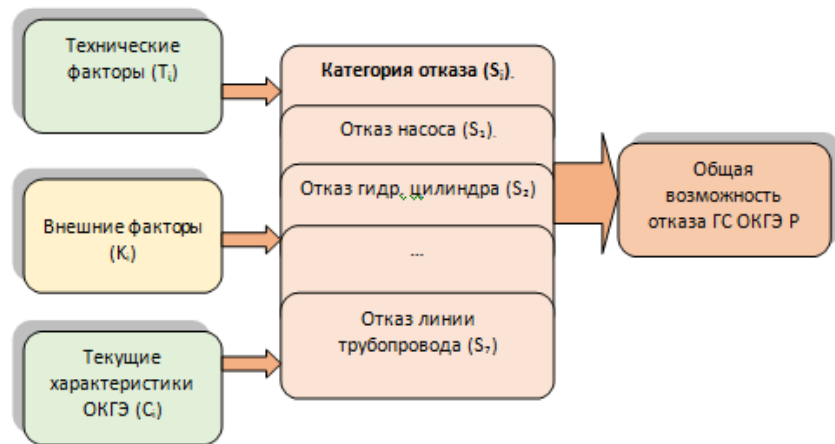 Технические
факторы (Tᵢ)
Внешние факторы
(Kᵢ)
Текущие
характеристики
ОКГЭ (Cᵢ)
Категория отказа (Sᵢ).
Отказ насоса (S₁).
Отказ гидр. цилиндра (S₂)
...
Отказ линии
трубопровода (S₇)
Общая
возможность
отказа ГС ОКГЭ P